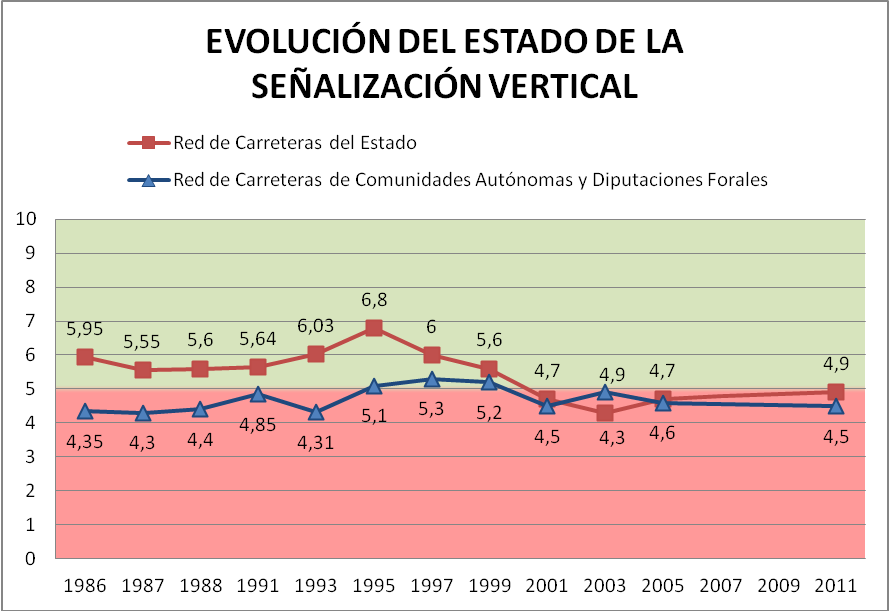 EVOLUCIÓN DEL ESTADO DE LA
SEÑALIZACIÓN VERTICAL
Red de Carreteras del Estado
Red de Carreteras de Comunidades Autónomas y Diputaciones Forales
10
9
8
7
6
5
4
3
2
1
0
5,95 5,55 5,6 5,64 6,03 6,8 6 5,6 4,7 4,9 4,7 4,9
4,35 4,3 4,4 4,85 4,31 5,1 5,3 5,2 4,5 4,3 4,6 4,5
1986 1987 1988 1991 1993 1995 1997 1999 2001 2003 2005 2007 2009 2011